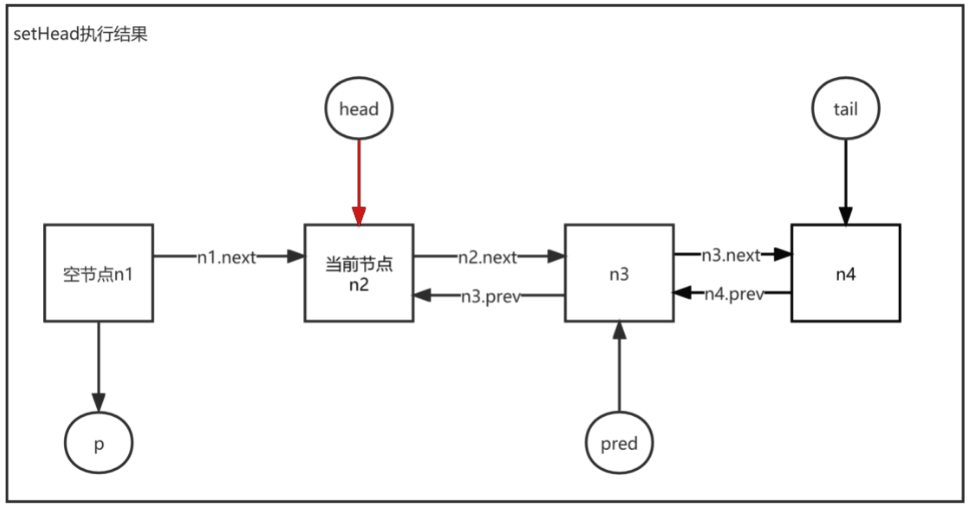 setHead执行结果
head
tail
空节点n1
n1.next
当前节点
n2
n2.next
n3.prev
n3
n3.next
n4.prev
n4
p
pred